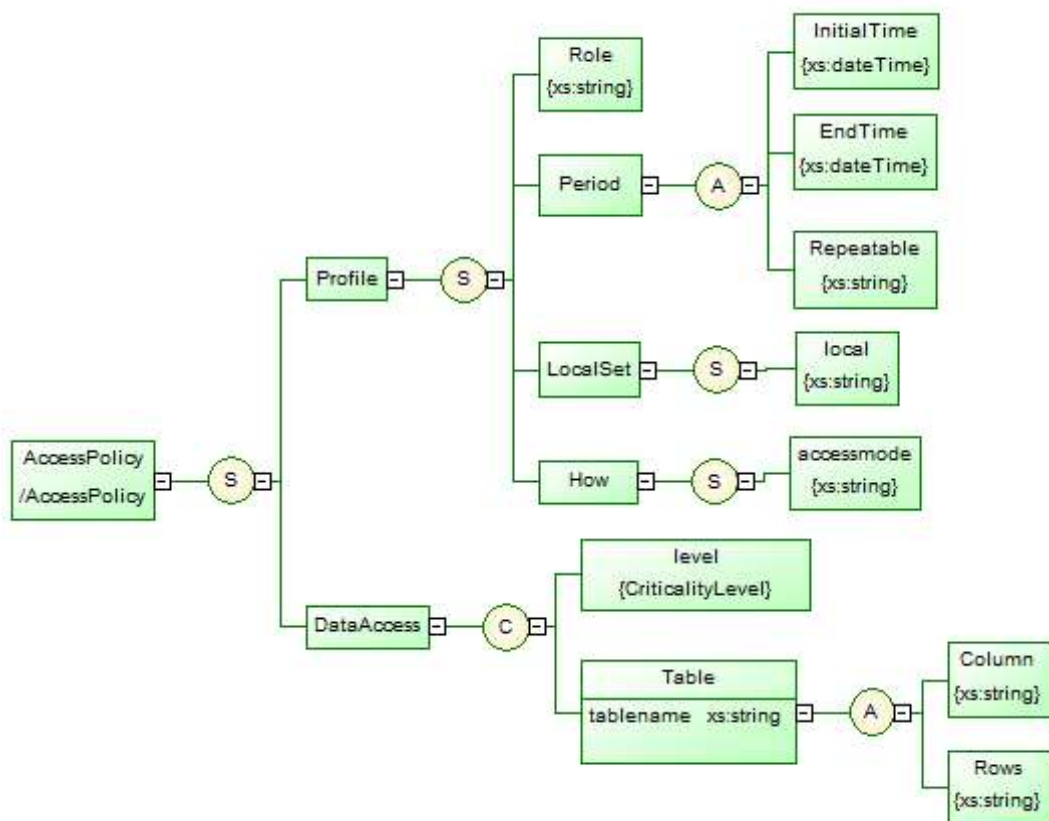 InitialTime
{xs:dateTime}
Role
{xs:string}
EndTime
{xs:dateTime}
Period
A
Repeatable
{xs:string}
Profile
S
local
{xs:string}
LocalSet
S
AccessPolicy
/AccessPolicy
S
accessmode
{xs:string}
How
S
level
{CriticalityLevel}
DataAccess
C
Column
{xs:string}
Table
tablename xs:string
A
Rows
{xs:string}